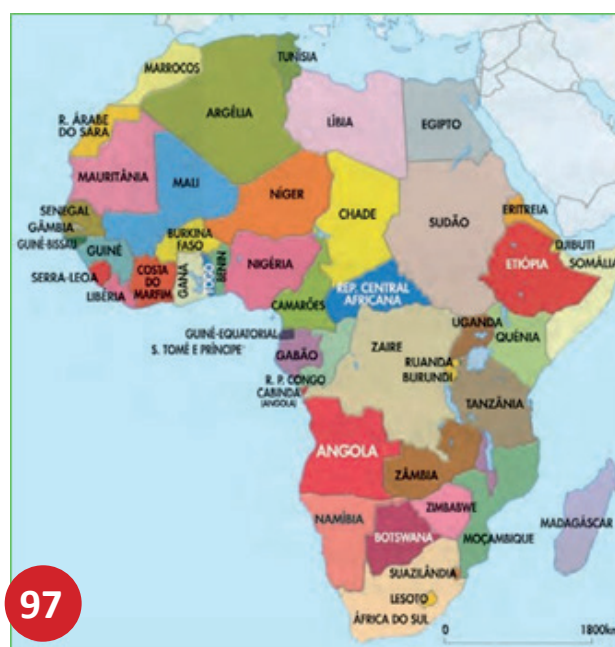 TUNÍSIA
MARROCOS
ARGÉLIA
LÍBIA
EGIPTO
R. ÁRABE
DO SARA
MAURITÂNIA
MALI
NÍGER
CHADE
SUDÃO
ERITREIA
SENEGAL
GÂMBIA
GUINÉ-BISSAU
GUINÉ
BURKINA
FASO
DJIBUTI
SOMÁLIA
ETIÓPIA
SERRA-LEOA
LIBÉRIA
COSTA
DO
MARFIM
GANA
TOGO
BENIN
NIGÉRIA
CAMARÕES
REP. CENTRAL
AFRICANA
GUINÉ-EQUATORIAL
S. TOMÉ E PRÍNCIPE
GABÃO
R. P. CONGO
CABINDA
(ANGOLA)
ZAIRE
UGANDA
QUÉNIA
RUANDA
BURUNDI
TANZÂNIA
ANGOLA
ZÂMBIA
NAMÍBIA
ZIMBABWE
BOTSWANA
MOÇAMBIQUE
MADAGÁSCAR
SUAZILÂNDIA
LESOTO
ÁFRICA DO SUL
97
0 1800km